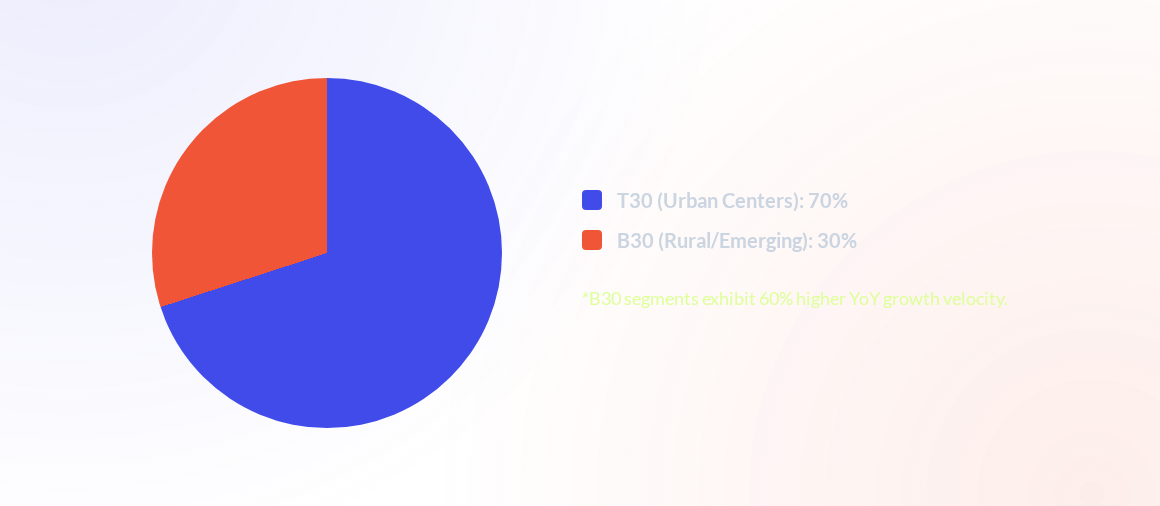 T30 (Urban Centers): 70%
B30 (Rural/Emerging): 30%
*B30 segments exhibit 60% higher YoY growth velocity.